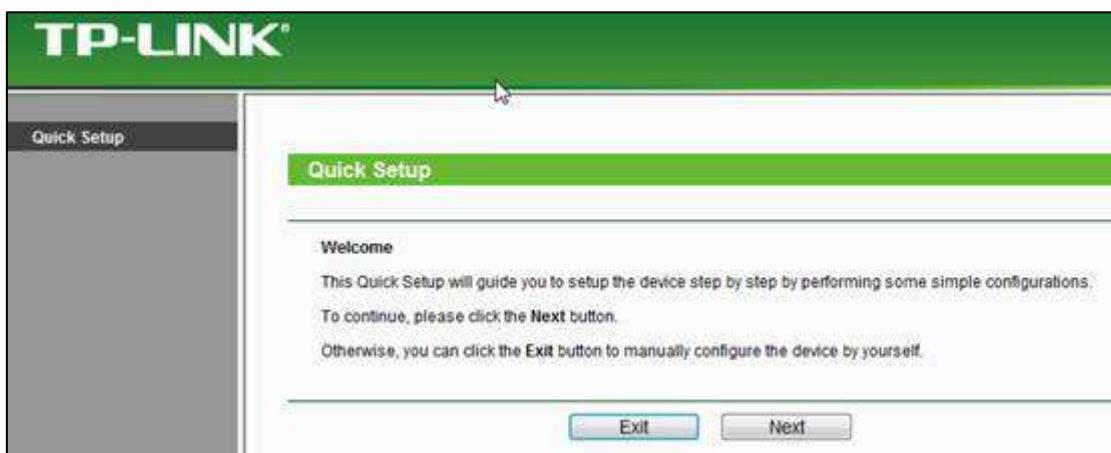 TP-LINK®
Quick Setup
Quick Setup
Welcome
This Quick Setup will guide you to setup the device step by step by performing some simple configurations.
To continue, please click the Next button.
Otherwise, you can click the Exit button to manually configure the device by yourself.
Exit Next